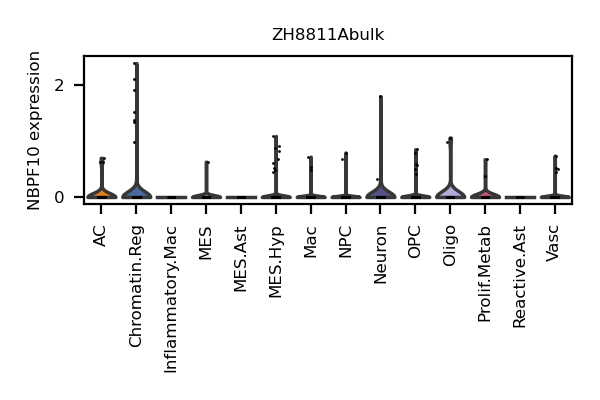 ZH8811Abulk
NBPF10 expression
2
0
AC
Chromatin.Reg
Inflammatory.Mac
MES
MES.Ast
MES.Hyp
Mac
NPC
Neuron
OPC
Oligo
Prolif.Metab
Reactive.Ast
Vasc